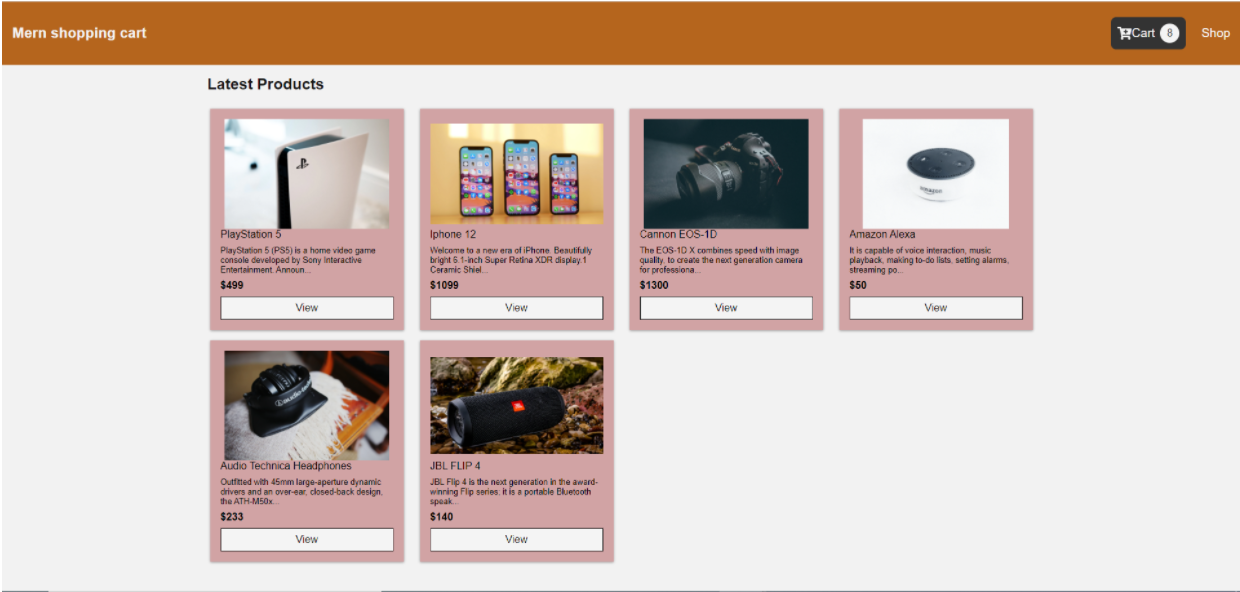 Mern shopping cart
Cart 8
Shop
Latest Products
PlayStation 5
PlayStation 5 (PS5) is a home video game
console developed by Sony Interactive
Entertainment. Announ...
$499
View
Iphone 12
Welcome to a new era of iPhone. Beautifully
bright 6.1-inch Super Retina XDR display.1
Ceramic Shiel...
$1099
View
Cannon EOS-1D
The EOS-1D X combines speed with image
quality, to create the next generation camera
for professiona...
$1300
View
amazon
Amazon Alexa
It is capable of voice interaction, music
playback, making to-do lists, setting alarms,
streaming po...
$50
View
Audio Technica Headphones
Outfitted with 45mm large-aperture dynamic
drivers and an over-ear, closed-back design,
the ATH-M50x...
$233
View
JBL FLIP 4
JBL Flip 4 is the next generation in the award-
winning Flip series; it is a portable Bluetooth
speak...
$140
View